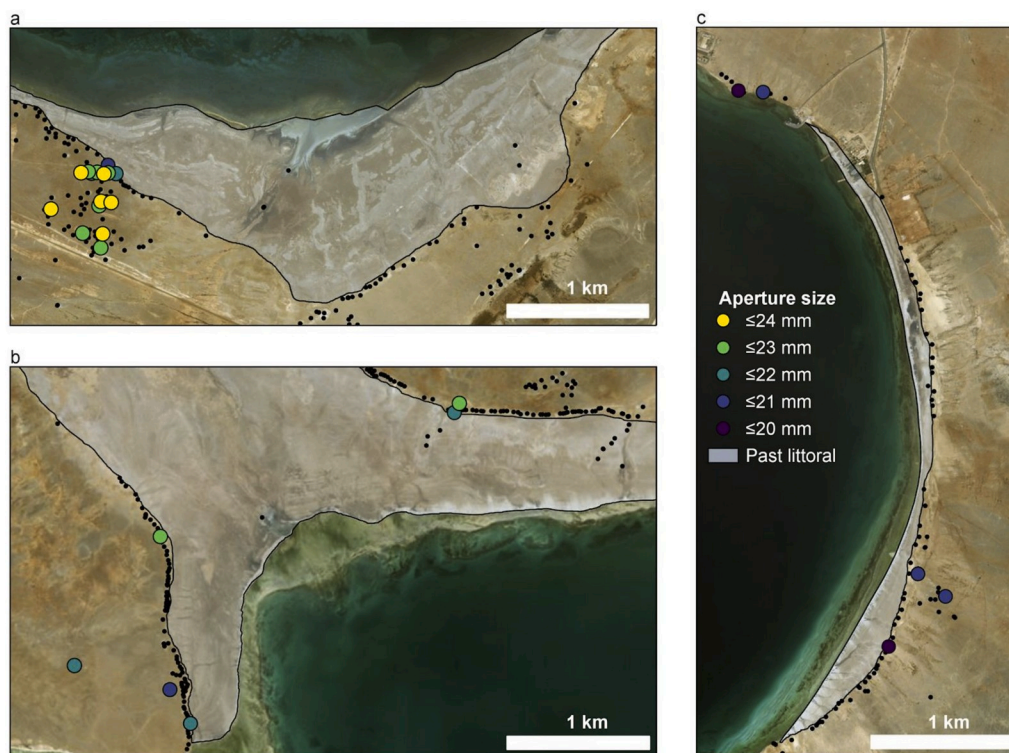 a
1 km
b
1 km
c
Aperture size
≤24 mm
≤23 mm
≤22 mm
≤21 mm
≤20 mm
Past littoral
1 km